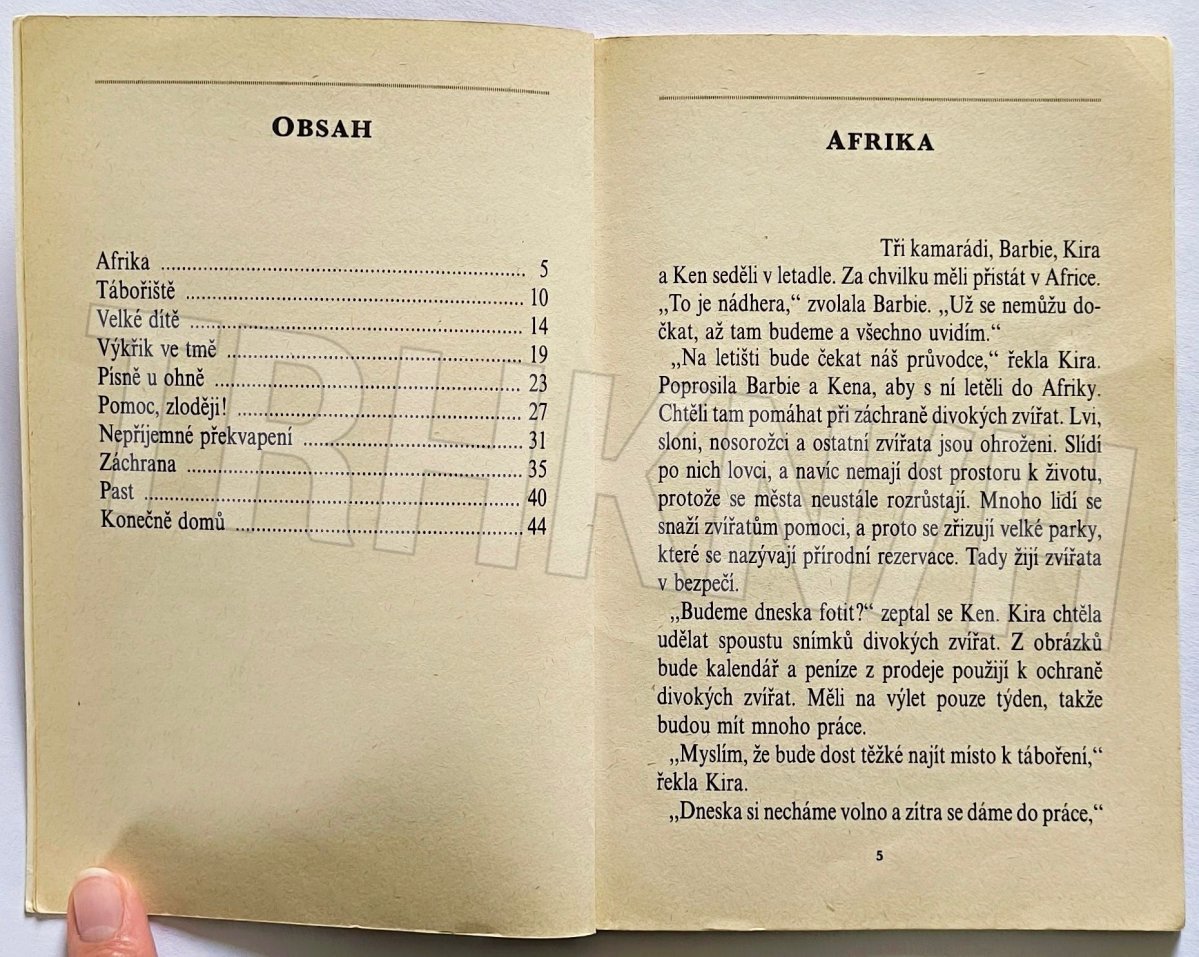 OBSAH
Afrika ........ 5
Tábořiště ........ 10
Velké dítě ........ 14
Výkřik ve tmě ........ 19
Písně u ohně ........ 23
Pomoc, zloději! ........ 27
Nepříjemné překvapení ........ 31
Záchrana ........ 35
Past ........ 40
Konečně domů ........ 44
AFRIKA
Tři kamarádi, Barbie, Kira
a Ken seděli v letadle. Za chvilku měli přistát v Africe.
„To je nádhera,“ zvolala Barbie. „Už se nemůžu do-
čkat, až tam budeme a všechno uvidím.“
„Na letišti bude čekat náš průvodce,“ řekla Kira.
Poprosila Barbie a Kena, aby s ní letěli do Afriky.
Chtěli tam pomáhat při záchraně divokých zvířat. Lvi,
sloni, nosorožci a ostatní zvířata jsou ohroženi. Slídí
po nich lovci, a navíc nemají dost prostoru k životu,
protože se města neustále rozrůstají. Mnoho lidí se
snaží zvířatům pomoci, a proto se zřizují velké parky,
které se nazývají přírodní rezervace. Tady žijí zvířata
v bezpečí.
„Budeme dneska fotit?“ zeptal se Ken. Kira chtěla
udělat spoustu snímků divokých zvířat. Z obrázků
bude kalendář a peníze z prodeje použijí k ochraně
divokých zvířat. Měli na výlet pouze týden, takže
budou mít mnoho práce.
„Myslím, že bude dost těžké najít místo k táboření,“
řekla Kira.
„Dneska si necháme volno a zítra se dáme do práce,“
5
TRHKNIH